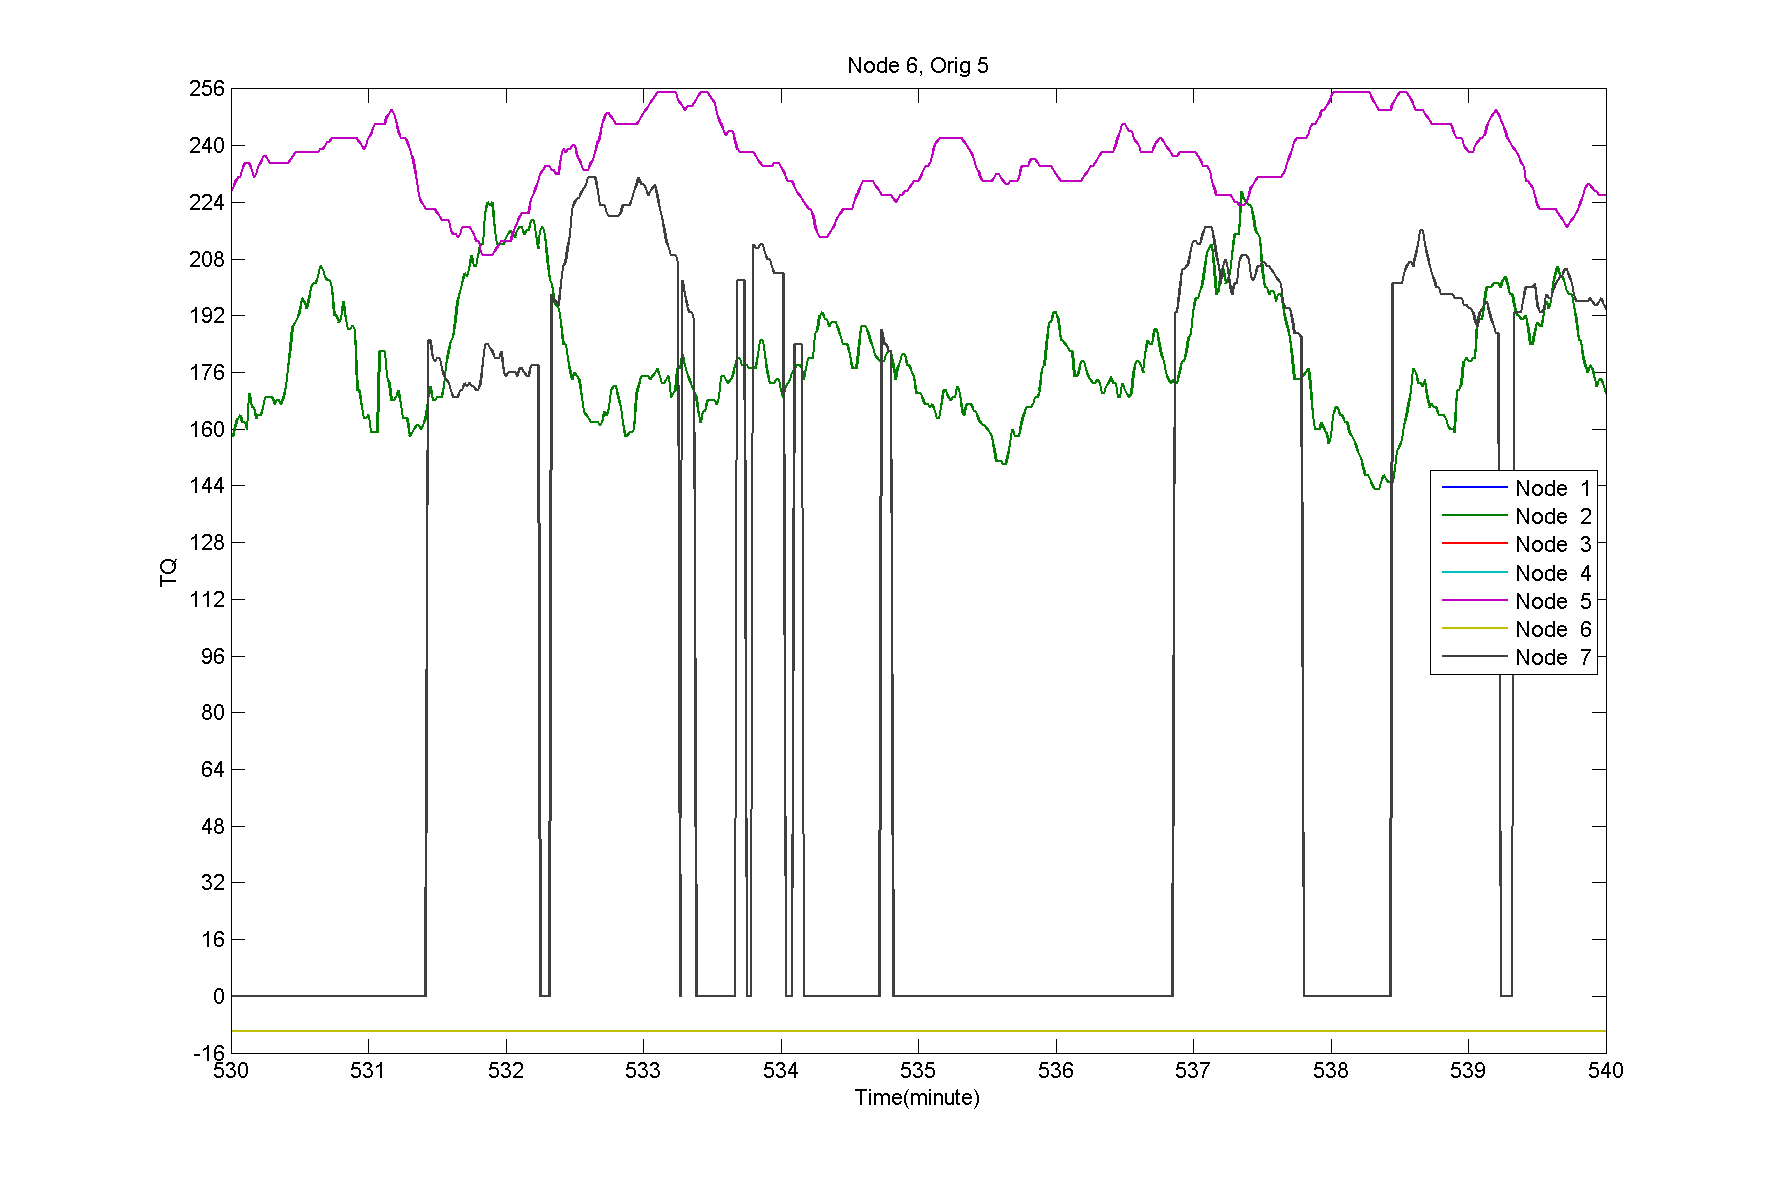 Node 6, Orig 5
256
240
224
208
192
176
160
144
128
112
96
80
64
48
32
16
0
-16
TQ
Node 1
Node 2
Node 3
Node 4
Node 5
Node 6
Node 7
530 531 532 533 534 535 536 537 538 539 540
Time(minute)